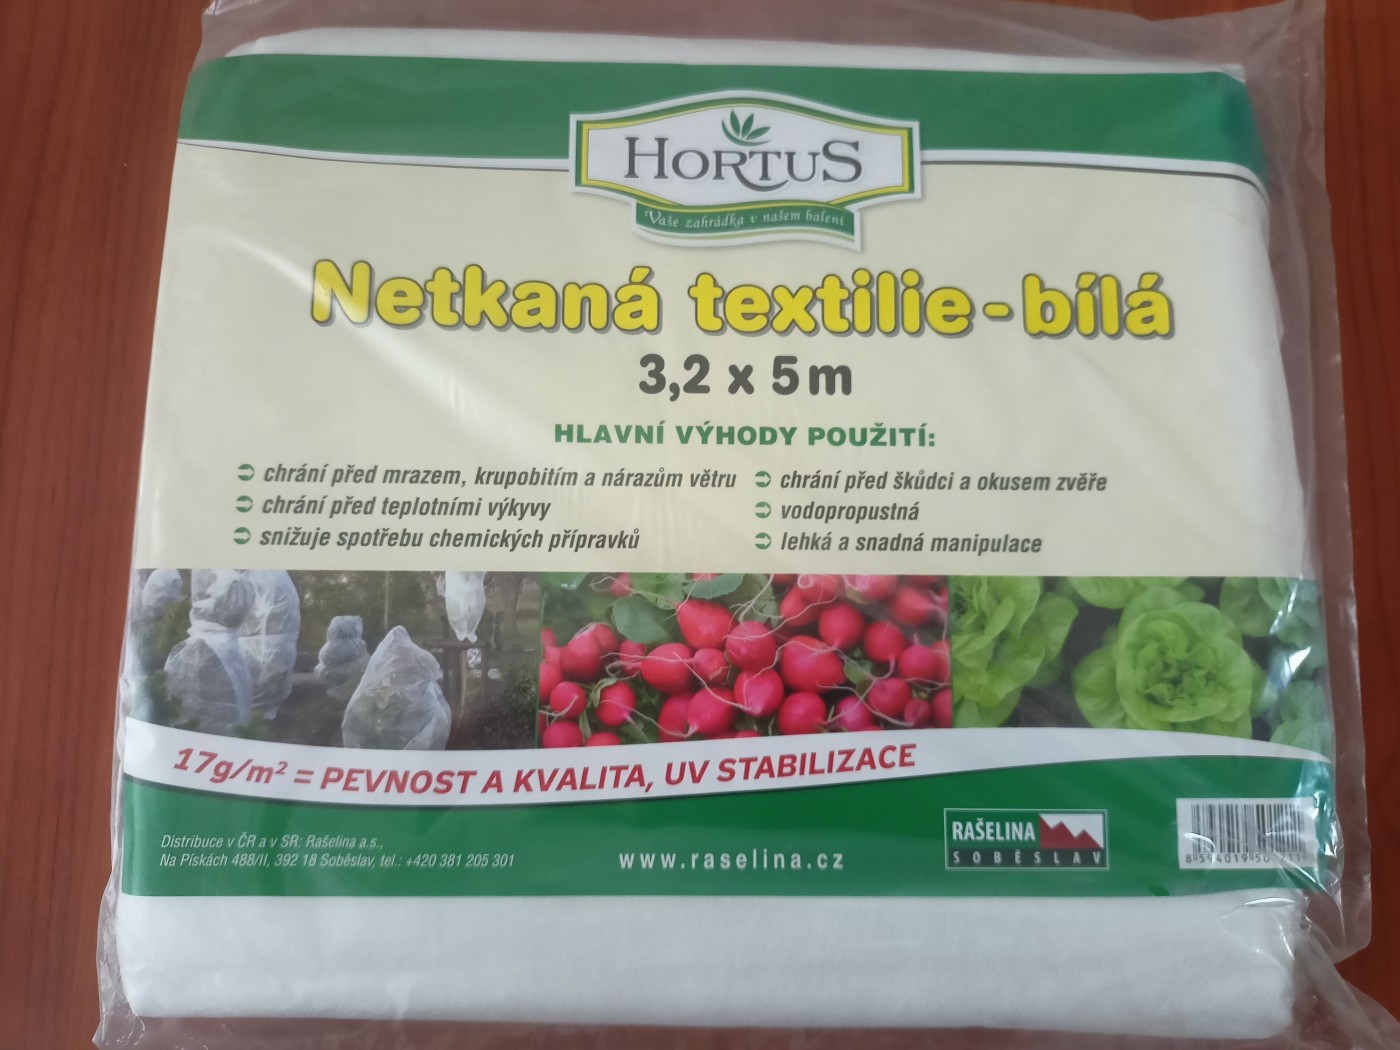 HORTUS
Vaše zahrádka v našem balení
Netkaná textilie - bílá
3,2 x 5 m
HLAVNÍ VÝHODY POUŽITÍ:
chrání před mrazem, krupobitím a nárazům větru
chrání před teplotními výkyvy
snižuje spotřebu chemických přípravků
chrání před škůdci a okusem zvěře
vodopropustná
lehká a snadná manipulace
17g/m² = PEVNOST A KVALITA, UV STABILIZACE
Distribuce v ČR a v SR: Rašelina a.s.,
Na Pískách 488/II, 392 18 Soběslav, tel.: +420 381 205 301
www.raselina.cz
RAŠELINA
SOBĚSLAV